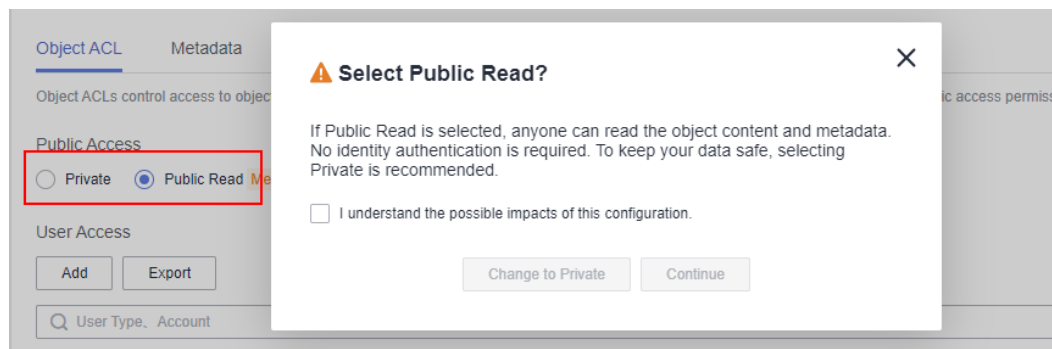 Object ACL Metadata
Select Public Read?
Object ACLs control access to objec
ic access permiss
If Public Read is selected, anyone can read the object content and metadata.
No identity authentication is required. To keep your data safe, selecting
Private is recommended.
Public Access
Private Public Read Me
I understand the possible impacts of this configuration.
User Access
Add Export
Change to Private Continue
User Type、Account